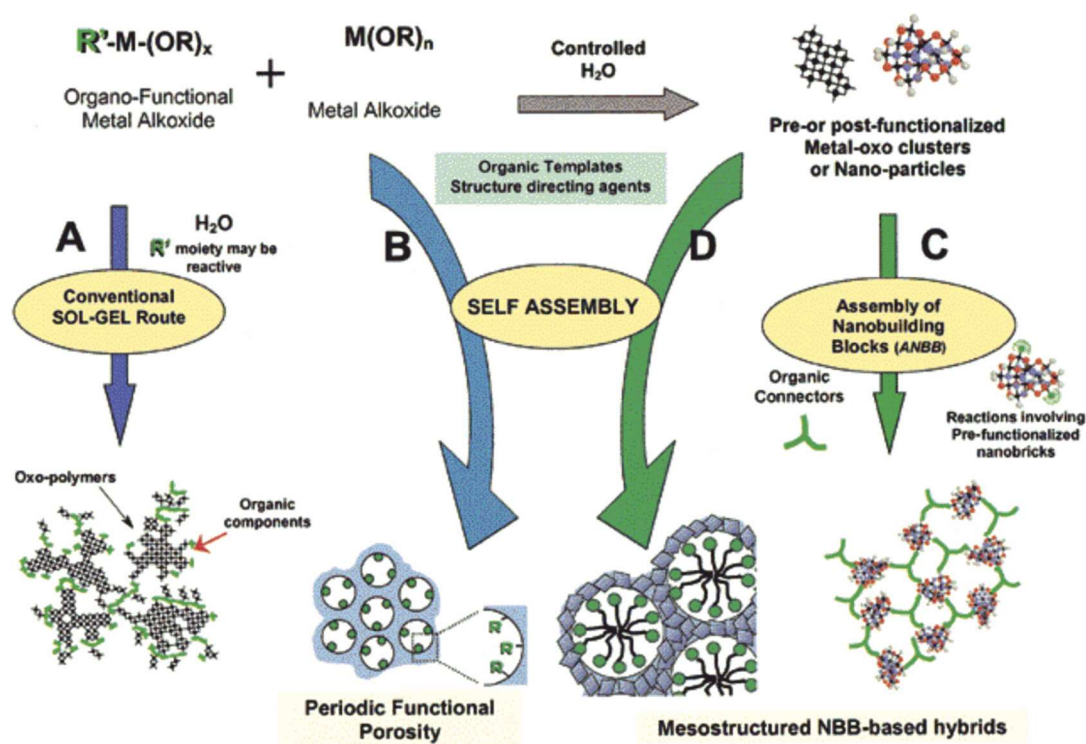 R'-M-(OR)x
+
M(OR)n
Controlled
H2O
Organo-Functional
Metal Alkoxide
Metal Alkoxide
Pre-or post-functionalized
Metal-oxo clusters
or Nano-particles
Organic Templates
Structure directing agents
A
H2O
R' moiety may be
reactive
B
D
C
Conventional
SOL-GEL Route
SELF ASSEMBLY
Assembly of
Nanobuilding
Blocks (ANBB)
Organic
Connectors
Reactions involving
Pre-functionalized
nanobricks
Oxo-polymers
Organic
components
R
R
R
Periodic Functional
Porosity
Mesostructured NBB-based hybrids